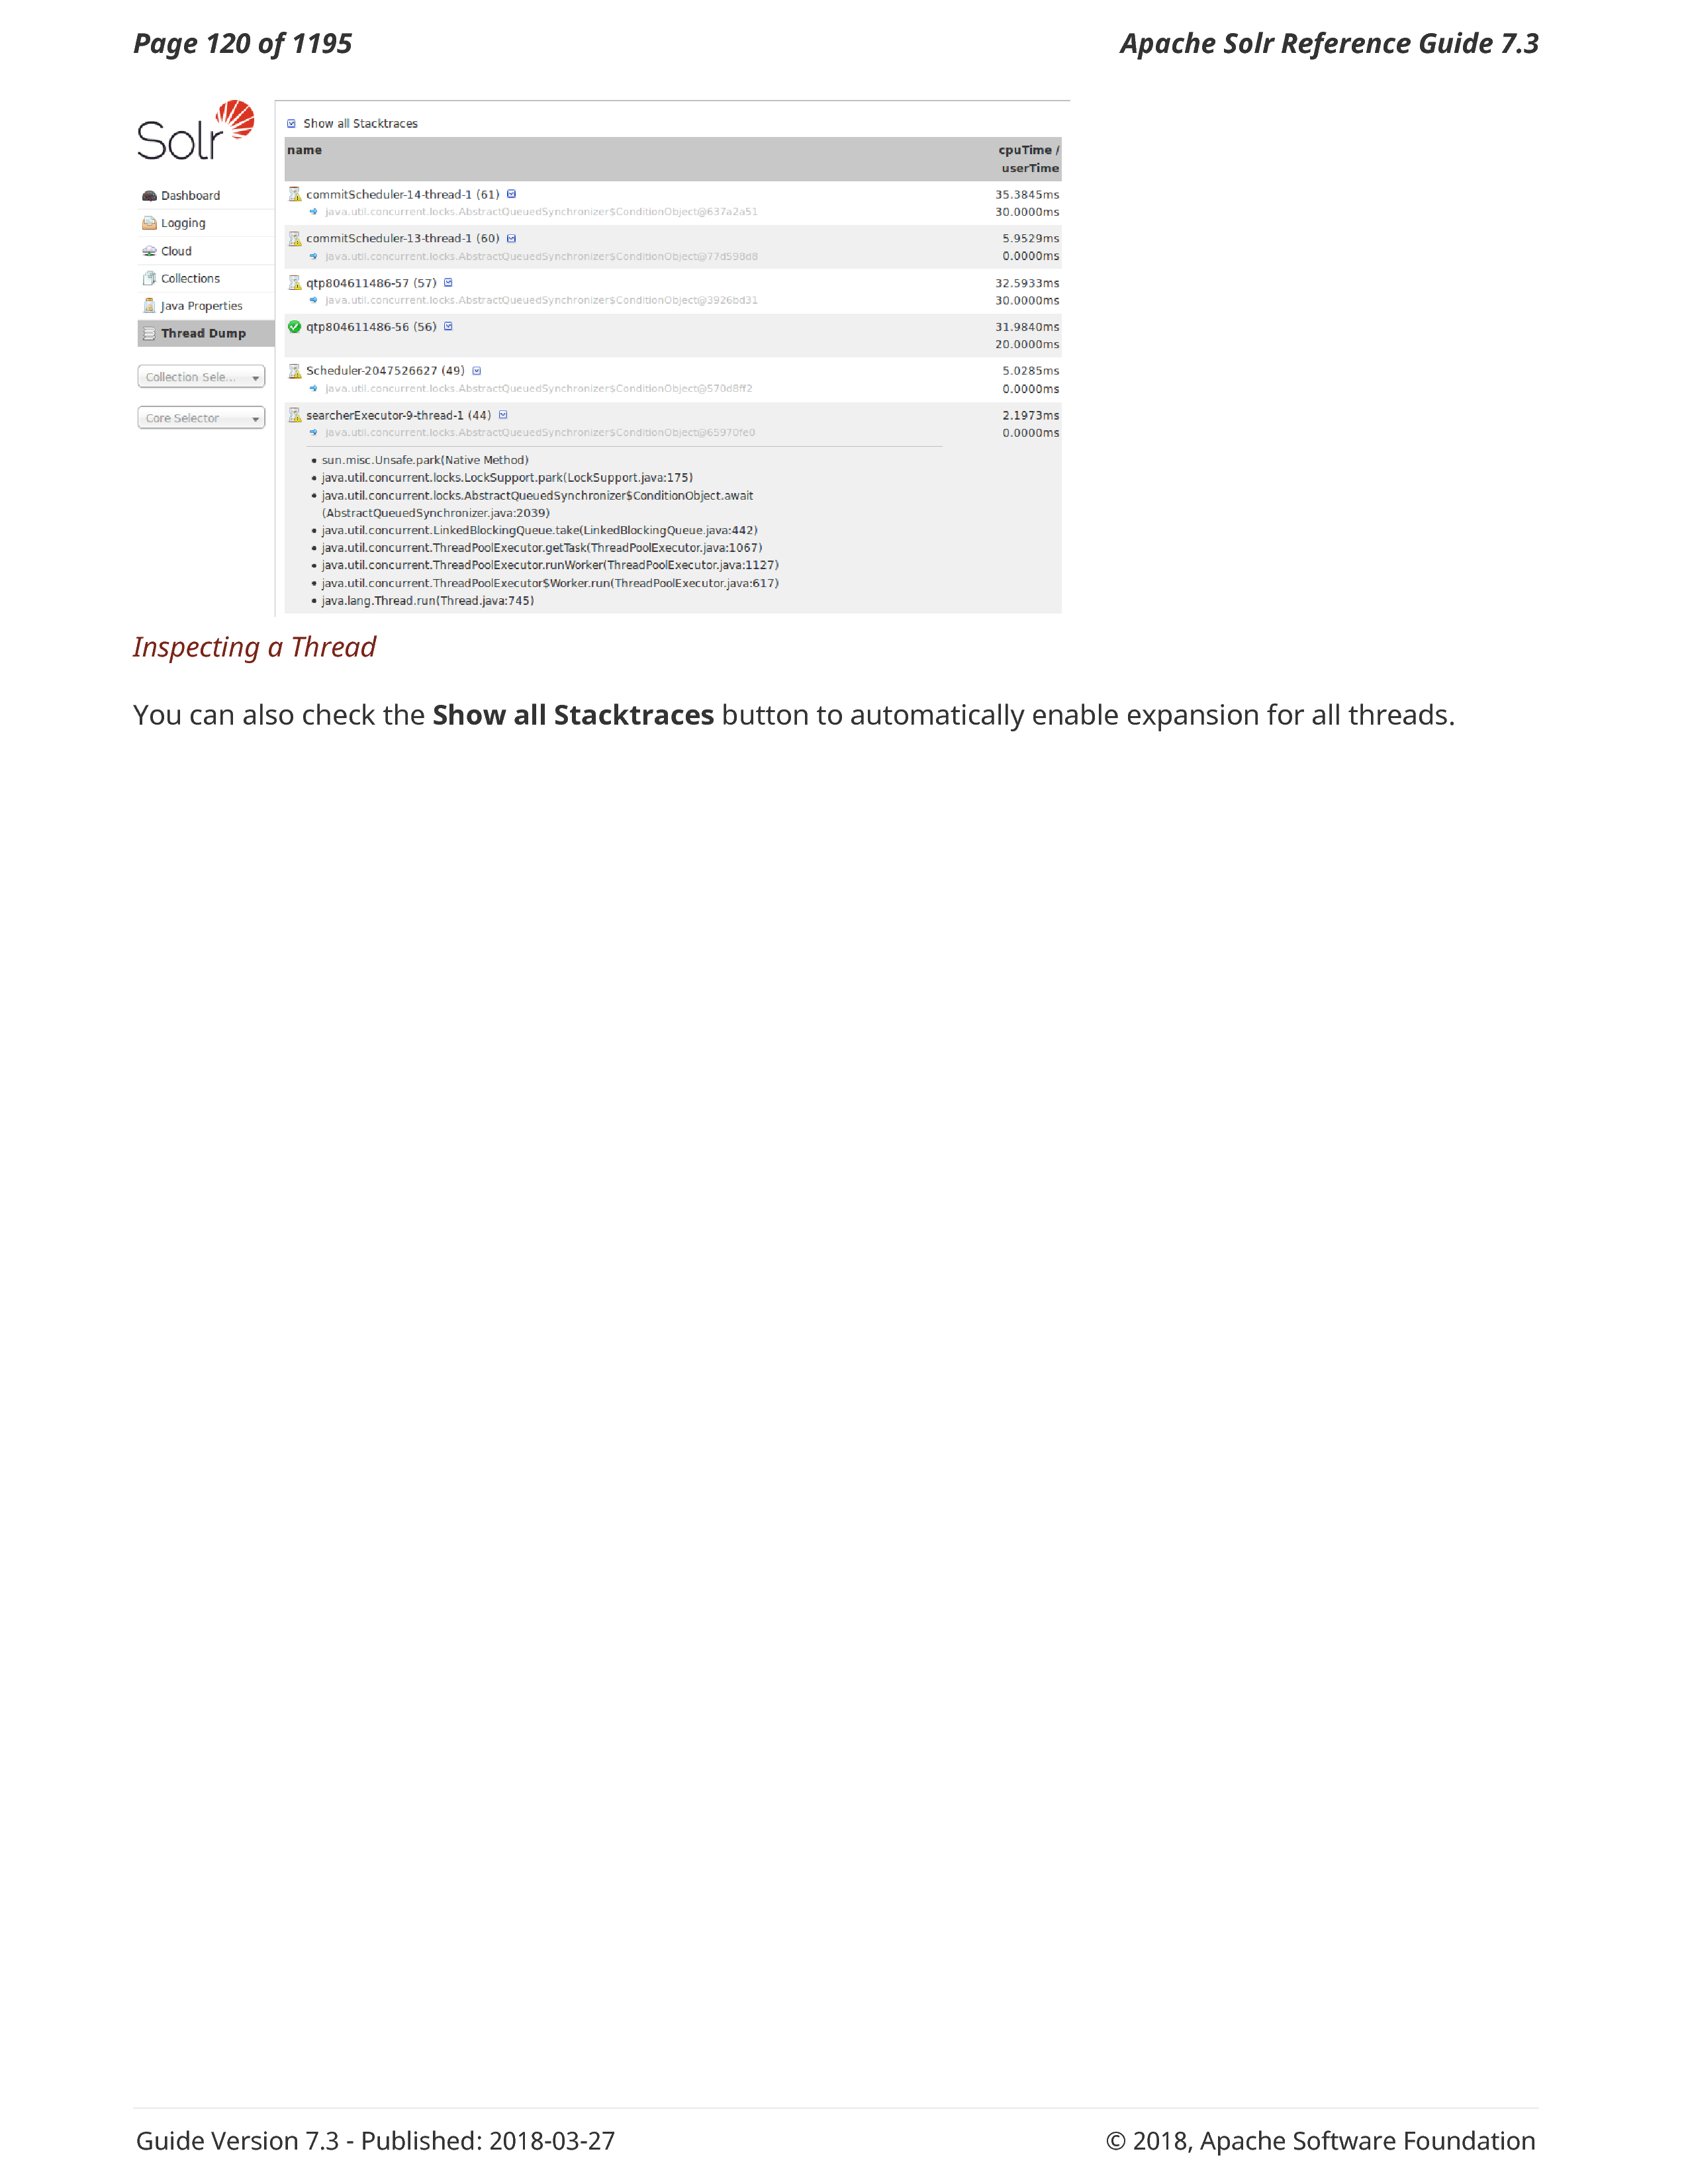 Page 120 of 1195
Apache Solr Reference Guide 7.3
Solr
Dashboard
Logging
Cloud
Collections
Java Properties
Thread Dump
Collection Sele...
Core Selector
Show all Stacktraces
name
cpuTime /
userTime
commitScheduler-14-thread-1 (61)
35.3845ms
java.util.concurrent.locks.AbstractQueuedSynchronizer$ConditionObject@637a2a51
30.0000ms
commitScheduler-13-thread-1 (60)
5.9529ms
java.util.concurrent.locks.AbstractQueuedSynchronizer$ConditionObject@77d598d8
0.0000ms
qtp804611486-57 (57)
32.5933ms
java.util.concurrent.locks.AbstractQueuedSynchronizer$ConditionObject@3926bd31
30.0000ms
qtp804611486-56 (56)
31.9840ms
20.0000ms
Scheduler-2047526627 (49)
5.0285ms
java.util.concurrent.locks.AbstractQueuedSynchronizer$ConditionObject@570d8ff2
0.0000ms
searcherExecutor-9-thread-1 (44)
2.1973ms
java.util.concurrent.locks.AbstractQueuedSynchronizer$ConditionObject@65970fe0
0.0000ms
• sun.misc.Unsafe.park(Native Method)
• java.util.concurrent.locks.LockSupport.park(LockSupport.java:175)
• java.util.concurrent.locks.AbstractQueuedSynchronizer$ConditionObject.await
(AbstractQueuedSynchronizer.java:2039)
• java.util.concurrent.LinkedBlockingQueue.take(LinkedBlockingQueue.java:442)
• java.util.concurrent.ThreadPoolExecutor.getTask(ThreadPoolExecutor.java:1067)
• java.util.concurrent.ThreadPoolExecutor.runWorker(ThreadPoolExecutor.java:1127)
• java.util.concurrent.ThreadPoolExecutor$Worker.run(ThreadPoolExecutor.java:617)
• java.lang.Thread.run(Thread.java:745)
Inspecting a Thread
You can also check the Show all Stacktraces button to automatically enable expansion for all threads.
Guide Version 7.3 - Published: 2018-03-27
© 2018, Apache Software Foundation